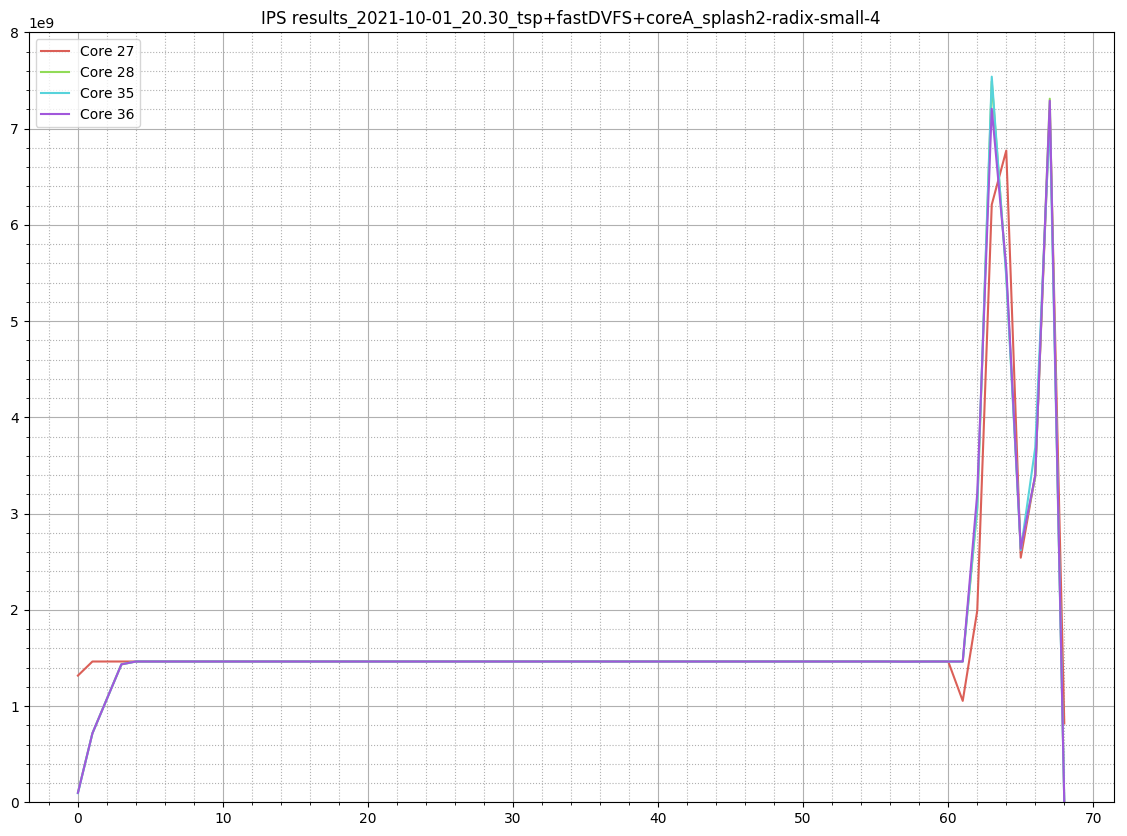 IPS results_2021-10-01_20.30_tsp+fastDVFS+coreA_splash2-radix-small-4
1e9
Core 27
Core 28
Core 35
Core 36
8
7
6
5
4
3
2
1
0
0 10 20 30 40 50 60 70